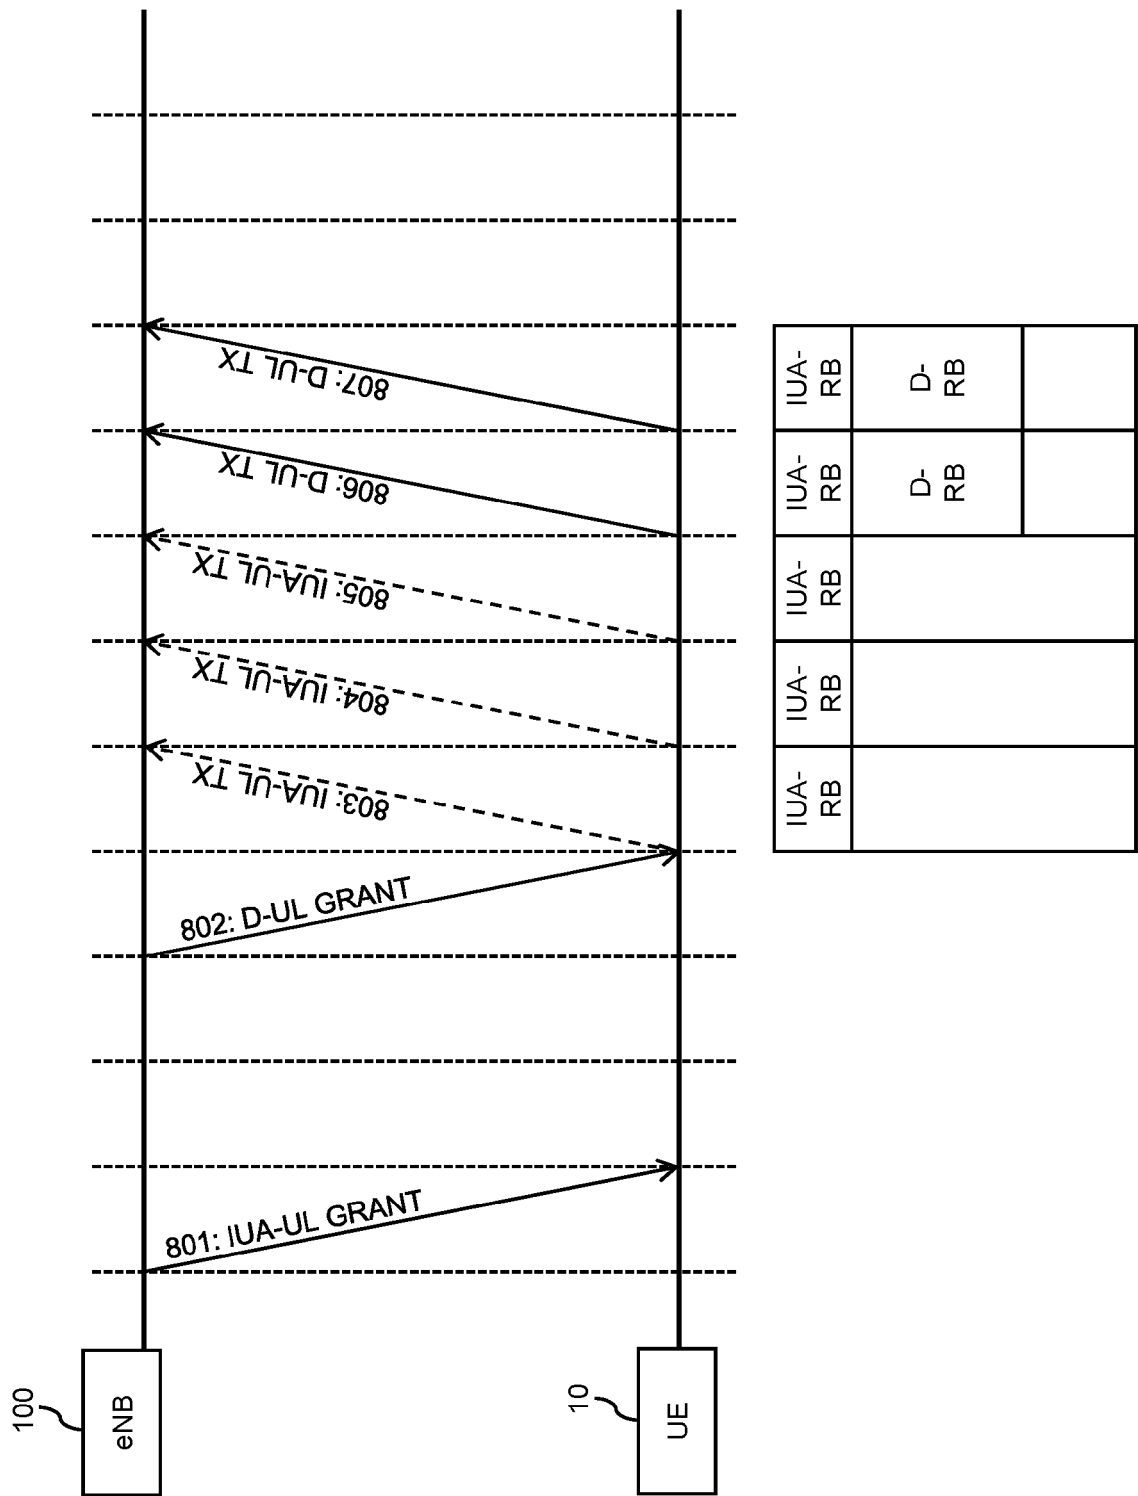 100
eNB
10
UE
801: IUA-UL GRANT
802: D-UL GRANT
803: IUA-UL TX
804: IUA-UL TX
805: IUA-UL TX
806: D-UL TX
807: D-UL TX
IUA-
RB
IUA-
RB
IUA-
RB
IUA-
RB
IUA-
RB
D-
RB
D-
RB